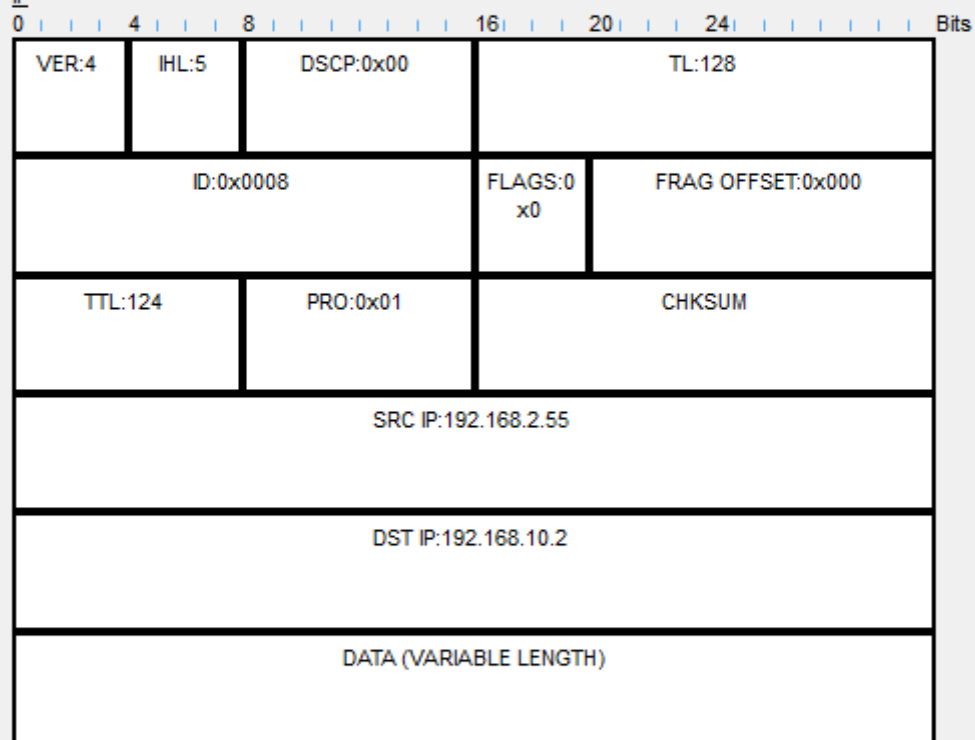 0 4 8 16 20 24 Bits
VER:4 IHL:5 DSCP:0x00 TL:128
ID:0x0008 FLAGS:0 FRAG OFFSET:0x000
x0
TTL:124 PRO:0x01 CHKSUM
SRC IP:192.168.2.55
DST IP:192.168.10.2
DATA (VARIABLE LENGTH)